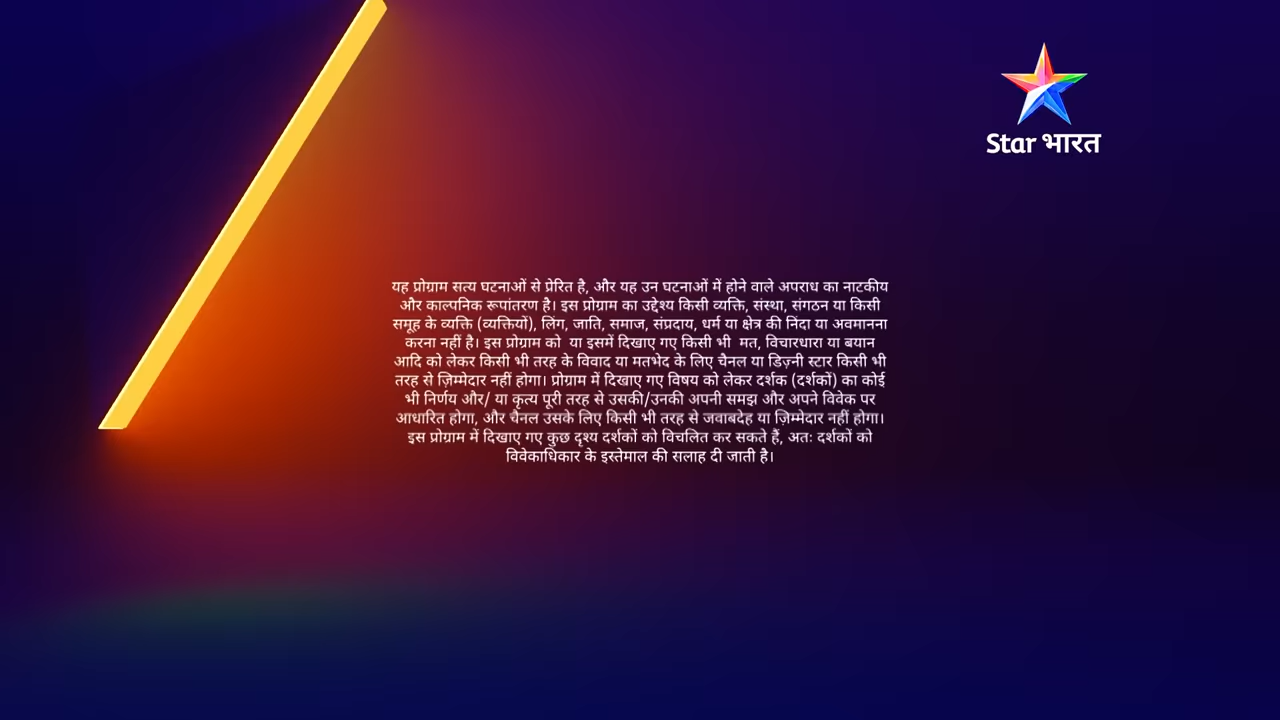 Star भारत
यह प्रोग्राम सत्य घटनाओं से प्रेरित है, और यह उन घटनाओं में होने वाले अपराध का नाटकीय
और काल्पनिक रूपांतरण है। इस प्रोग्राम का उद्देश्य किसी व्यक्ति, संस्था, संगठन या किसी
समूह के व्यक्ति (व्यक्तियों), लिंग, जाति, समाज, संप्रदाय, धर्म या क्षेत्र की निंदा या अवमानना
करना नहीं है। इस प्रोग्राम को या इसमें दिखाए गए किसी भी मत, विचारधारा या बयान
आदि को लेकर किसी भी तरह के विवाद या मतभेद के लिए चैनल या डिज़्नी स्टार किसी भी
तरह से ज़िम्मेदार नहीं होगा। प्रोग्राम में दिखाए गए विषय को लेकर दर्शक (दर्शकों) का कोई
भी निर्णय और/ या कृत्य पूरी तरह से उसकी/उनकी अपनी समझ और अपने विवेक पर
आधारित होगा, और चैनल उसके लिए किसी भी तरह से जवाबदेह या ज़िम्मेदार नहीं होगा।
इस प्रोग्राम में दिखाए गए कुछ दृश्य दर्शकों को विचलित कर सकते हैं, अतः दर्शकों को
विवेकाधिकार के इस्तेमाल की सलाह दी जाती है।